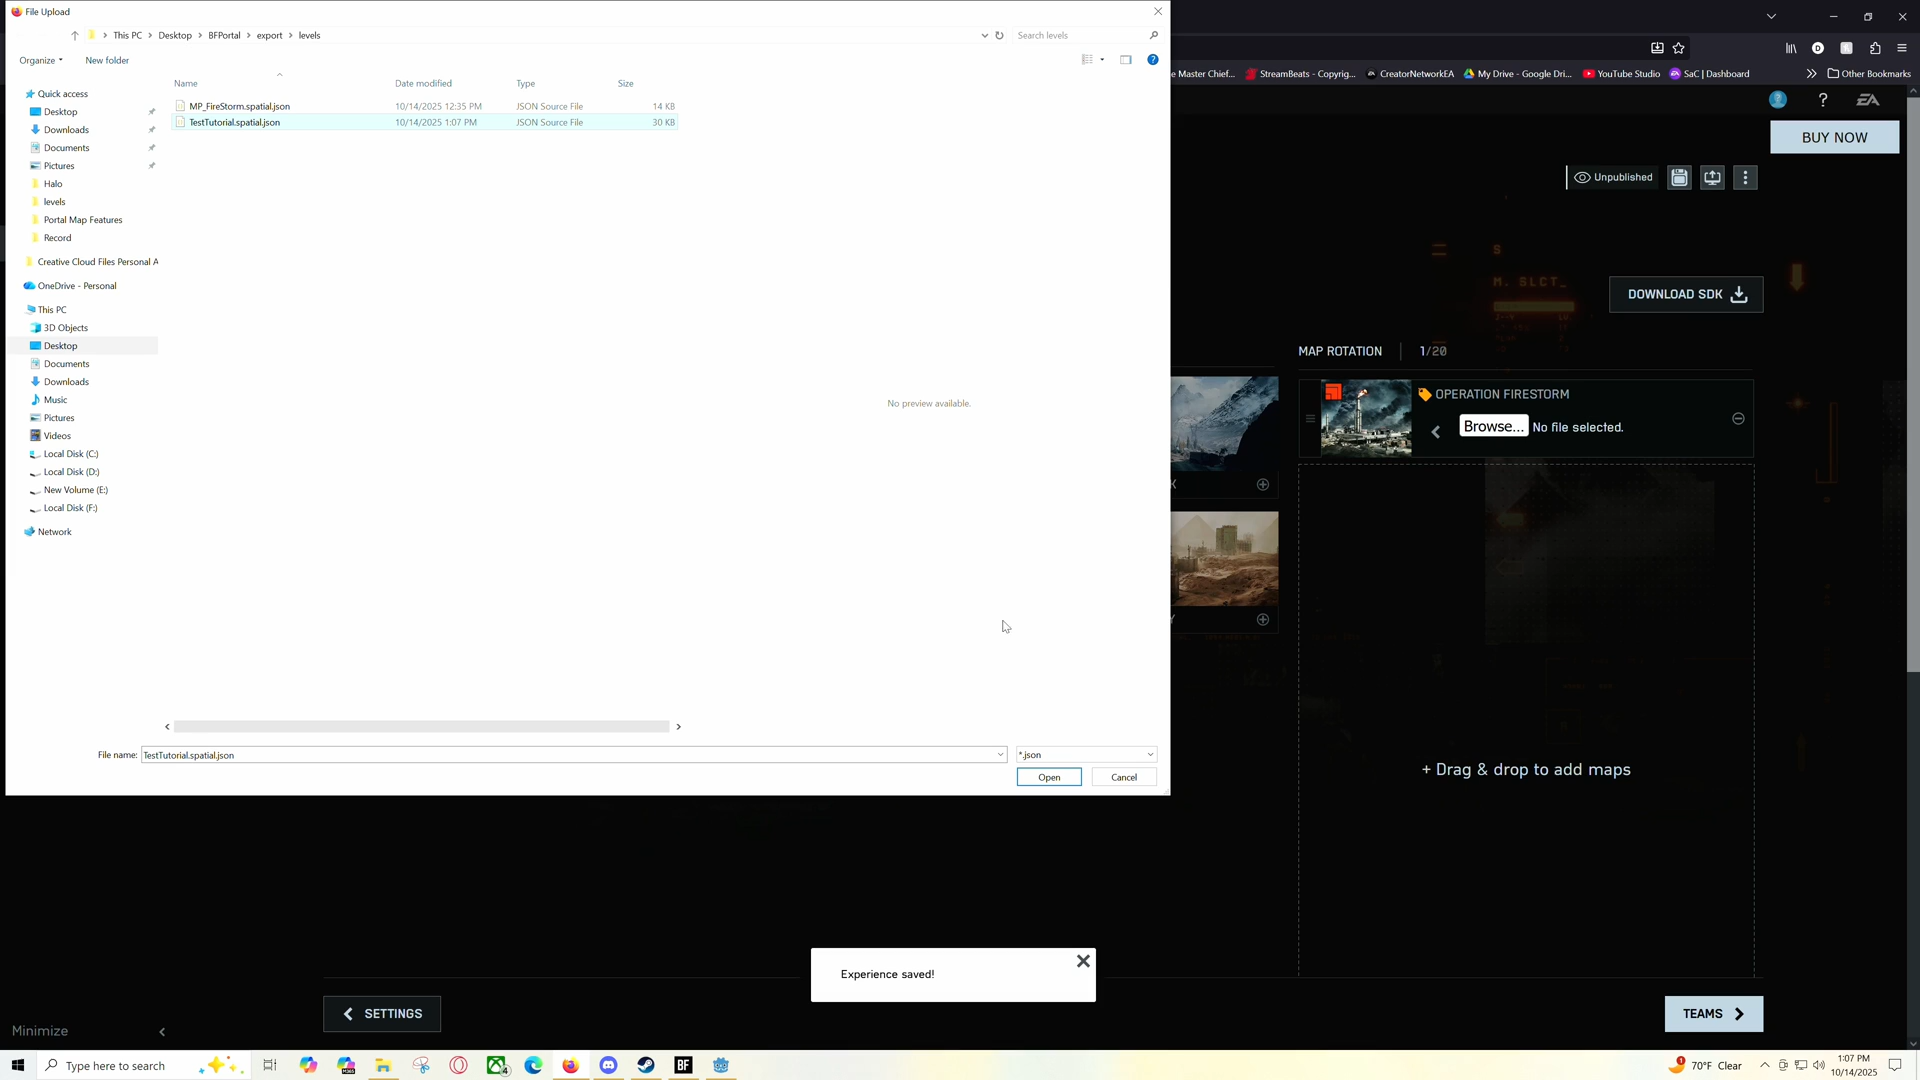 File Upload
This PC > Desktop > BFPortal > export > levels
Search levels
Organize
New folder
Name
Date modified
Type
Size
MP_FireStorm.spatial.json
10/14/2025 12:35 PM
JSON Source File
14 KB
TestTutorial.spatial.json
10/14/2025 1:07 PM
JSON Source File
30 KB
Quick access
Desktop
Downloads
Documents
Pictures
Halo
levels
Portal Map Features
Record
Creative Cloud Files Personal A
OneDrive - Personal
This PC
3D Objects
Desktop
Documents
Downloads
Music
Pictures
Videos
Local Disk (C:)
Local Disk (D:)
New Volume (E:)
Local Disk (F:)
Network
No preview available.
File name:
TestTutorial.spatial.json
*.json
Open
Cancel
e Master Chief...
StreamBeats - Copyrig...
CreatorNetworkEA
My Drive - Google Dri...
YouTube Studio
SaC | Dashboard
Other Bookmarks
BUY NOW
Unpublished
M. SLCT_
DOWNLOAD SDK
MAP ROTATION
1/20
OPERATION FIRESTORM
Browse...
No file selected.
+ Drag & drop to add maps
Experience saved!
SETTINGS
TEAMS
Minimize
Type here to search
BF
70°F Clear
1:07 PM
10/14/2025